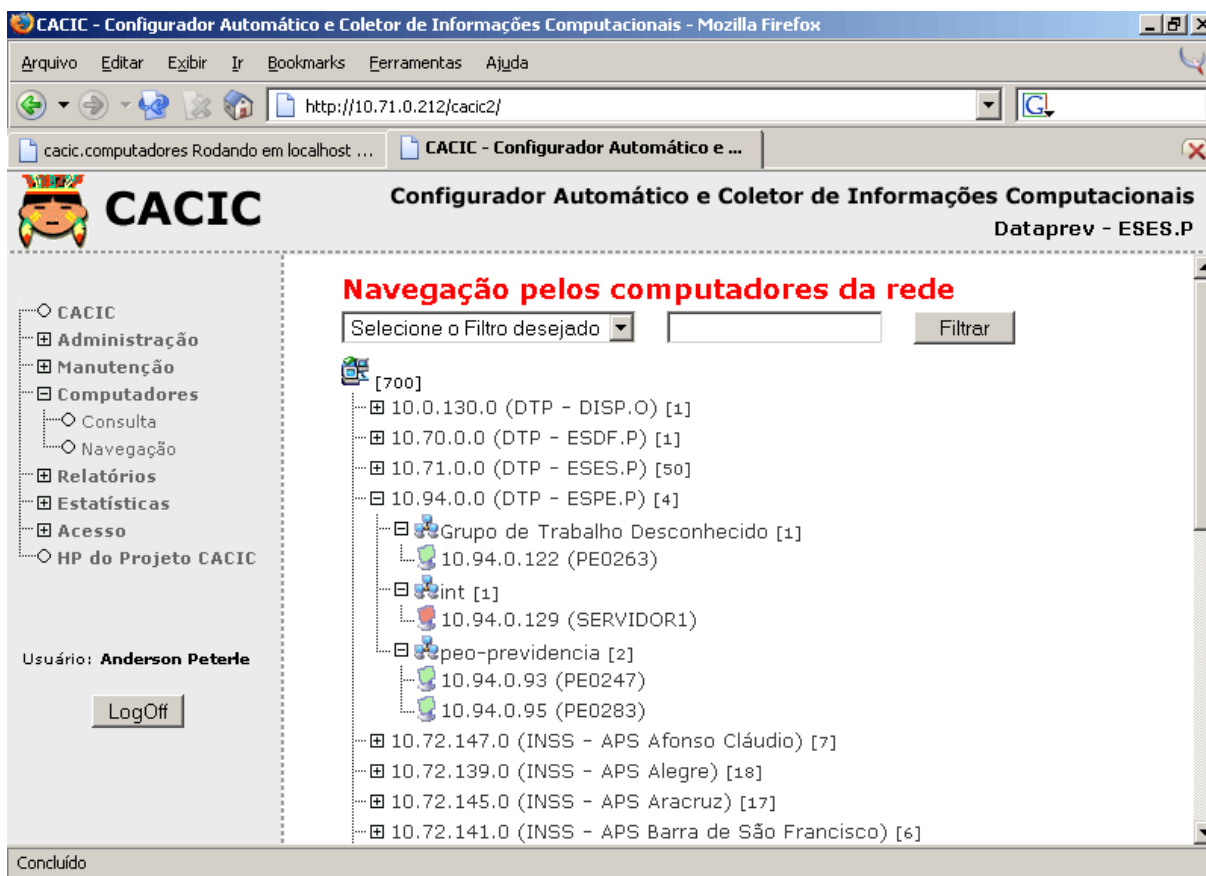 CACIC - Configurador Automático e Coletor de Informações Computacionais - Mozilla Firefox
Arquivo Editar Exibir Ir Bookmarks Ferramentas Ajuda
http://10.71.0.212/cacic2/
cacic.computadores Rodando em localhost ... CACIC - Configurador Automático e ...
CACIC
Configurador Automático e Coletor de Informações Computacionais
Dataprev - ESES.P
CACIC
Administração
Manutenção
Computadores
Consulta
Navegação
Relatórios
Estatísticas
Acesso
HP do Projeto CACIC
Usuário: Anderson Peterle
LogOff
Navegação pelos computadores da rede
Selecione o Filtro desejado Filtrar
[700]
10.0.130.0 (DTP - DISP.O) [1]
10.70.0.0 (DTP - ESDF.P) [1]
10.71.0.0 (DTP - ESES.P) [50]
10.94.0.0 (DTP - ESPE.P) [4]
Grupo de Trabalho Desconhecido [1]
10.94.0.122 (PE0263)
int [1]
10.94.0.129 (SERVIDOR1)
peo-previdencia [2]
10.94.0.93 (PE0247)
10.94.0.95 (PE0283)
10.72.147.0 (INSS - APS Afonso Cláudio) [7]
10.72.139.0 (INSS - APS Alegre) [18]
10.72.145.0 (INSS - APS Aracruz) [17]
10.72.141.0 (INSS - APS Barra de São Francisco) [6]
Concluído